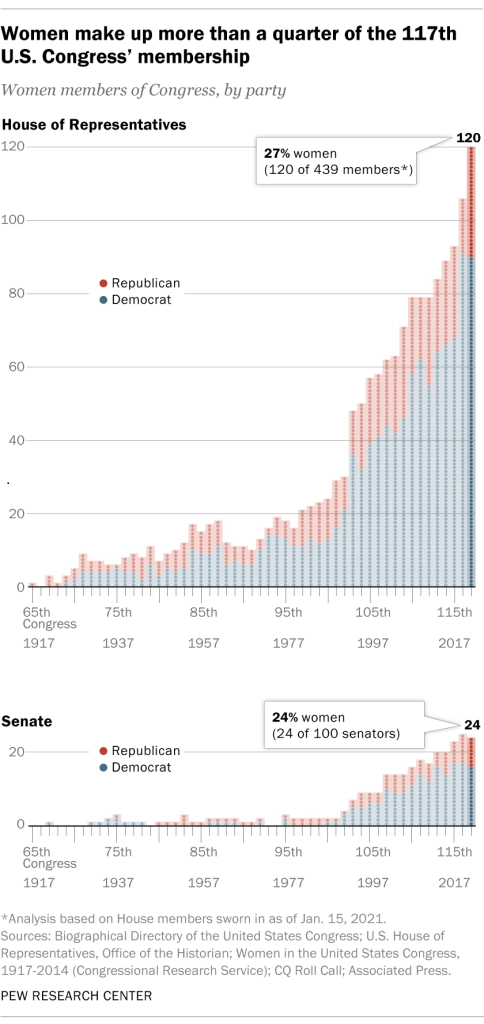 Women make up more than a quarter of the 117th
U.S. Congress’ membership
Women members of Congress, by party
House of Representatives
120
120
27% women
(120 of 439 members*)
100
Republican
Democrat
80
60
40
20
0
65th 75th 85th 95th 105th 115th
Congress
1917 1937 1957 1977 1997 2017
24% women
(24 of 100 senators)
24
Senate
Republican
Democrat
20
0
65th 75th 85th 95th 105th 115th
Congress
1917 1937 1957 1977 1997 2017
*Analysis based on House members sworn in as of Jan. 15, 2021.
Sources: Biographical Directory of the United States Congress; U.S. House of
Representatives, Office of the Historian; Women in the United States Congress,
1917-2014 (Congressional Research Service); CQ Roll Call; Associated Press.
PEW RESEARCH CENTER